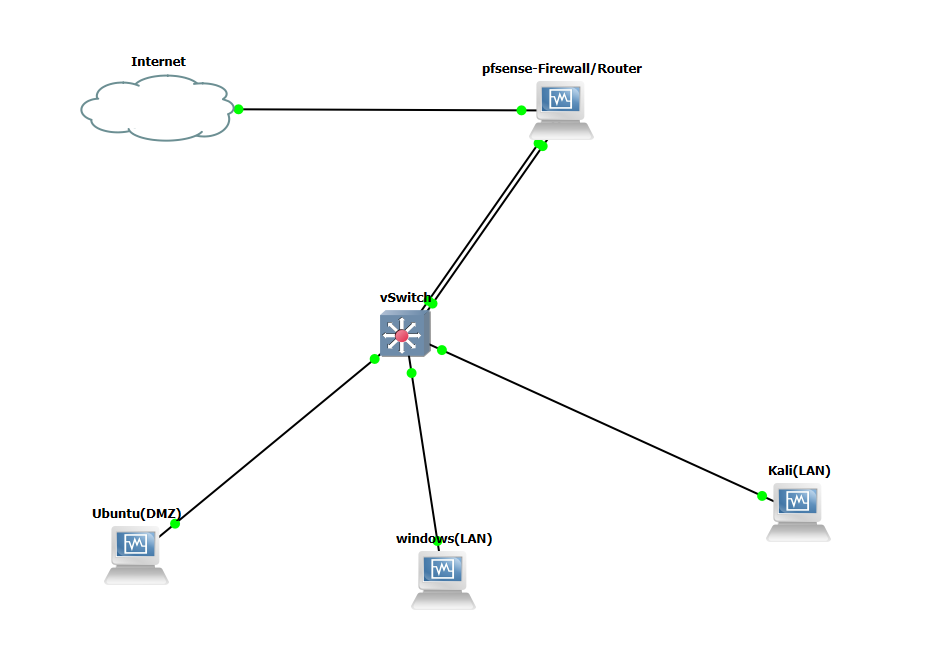 Internet
pfsense-Firewall/Router
vSwitch
Kali(LAN)
Ubuntu(DMZ)
windows(LAN)